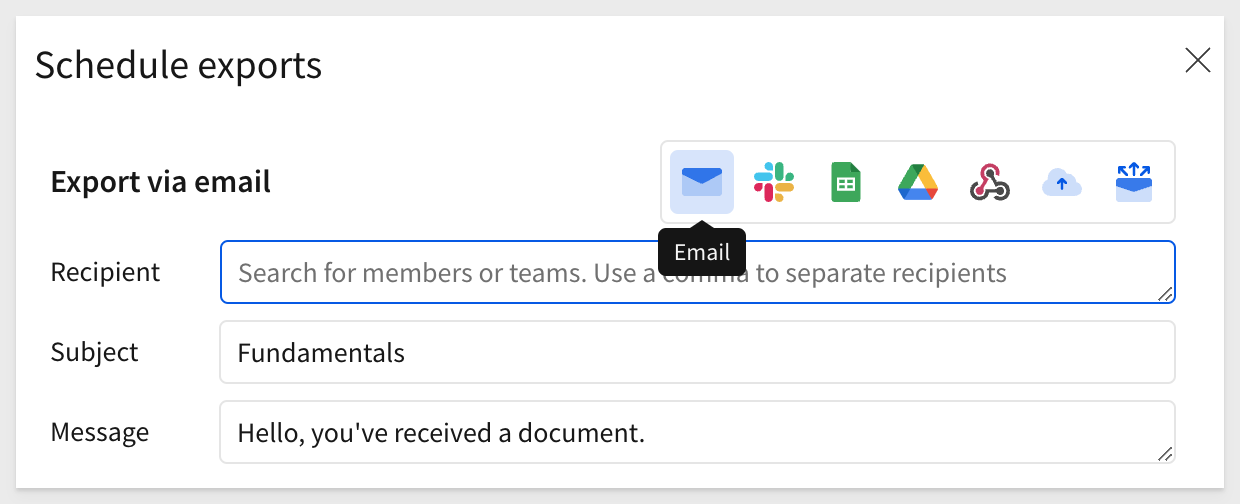 Schedule exports
Export via email
Email
Recipient
Search for members or teams. Use a comma to separate recipients
Subject
Fundamentals
Message
Hello, you've received a document.